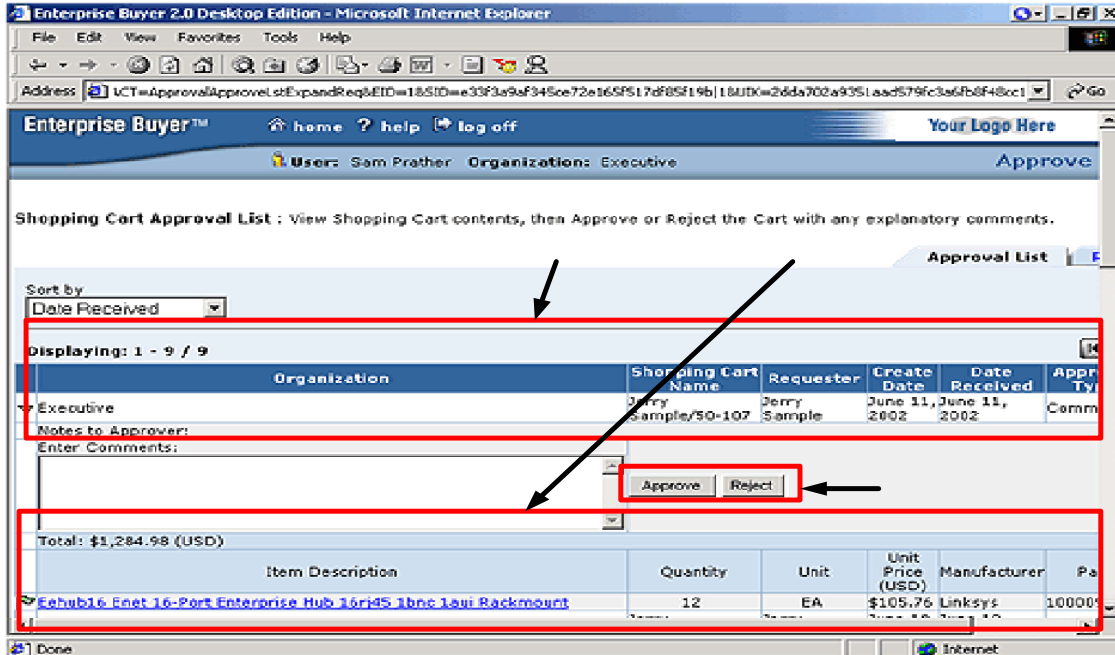 Enterprise Buyer 2.0 Desktop Edition - Microsoft Internet Explorer
File Edit View Favorites Tools Help
Address
Go
Enterprise Buyer™ home ? help log off Your Logo Here
User: Sam Prather Organization: Executive Approve
Shopping Cart Approval List : View Shopping Cart contents, then Approve or Reject the Cart with any explanatory comments.
Approval List
Sort by
Date Received
Displaying: 1 - 9 / 9
Organization Shopping Cart Name Requester Create Date Date Received
Executive Jerry Sample/SO-107 Jerry Sample June 11, 2002 June 11, 2002 Comm
Notes to Approver:
Enter Comments:
Approve Reject
Total: $1,284.98 (USD)
Item Description Quantity Unit Unit Price (USD) Manufacturer Pa
Eehub16 Enet 16-Port Enterprise Hub 16rj45 1bnc 1aui Rackmount 12 EA $105.76 Linksys
Done Internet